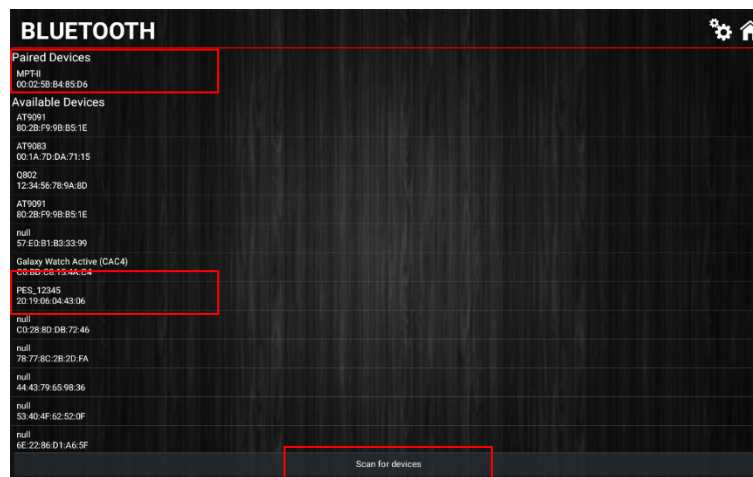 BLUETOOTH
Paired Devices
MPT-II
00:02:5B:B4:85:D6
Available Devices
AT9091
80:2B:F9:9B:B5:1E
AT9083
00:1A:7D:DA:71:15
Q802
12:34:56:78:9A:8D
AT9091
80:2B:F9:9B:B5:1E
null
57:E0:81:B3:33:99
Galaxy Watch Active (CAC4)
PES_12345
2D:19:06:04:43:06
null
C0:28:8D:DB:72:46
null
78:77:8C:2B:2D:FA
null
44:43:79:65:98:36
null
53:40:4F:62:52:0F
null
6E:22:86:D1:A6:5F
Scan for devices